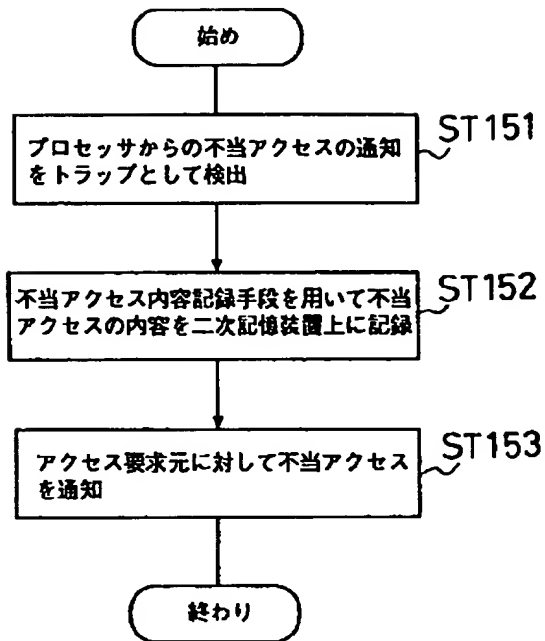 始め
プロセッサからの不当アクセスの通知
をトラップとして検出
ST151
不当アクセス内容記録手段を用いて不当
アクセスの内容を二次記憶装置上に記録
ST152
アクセス要求元に対して不当アクセス
を通知
ST153
終わり